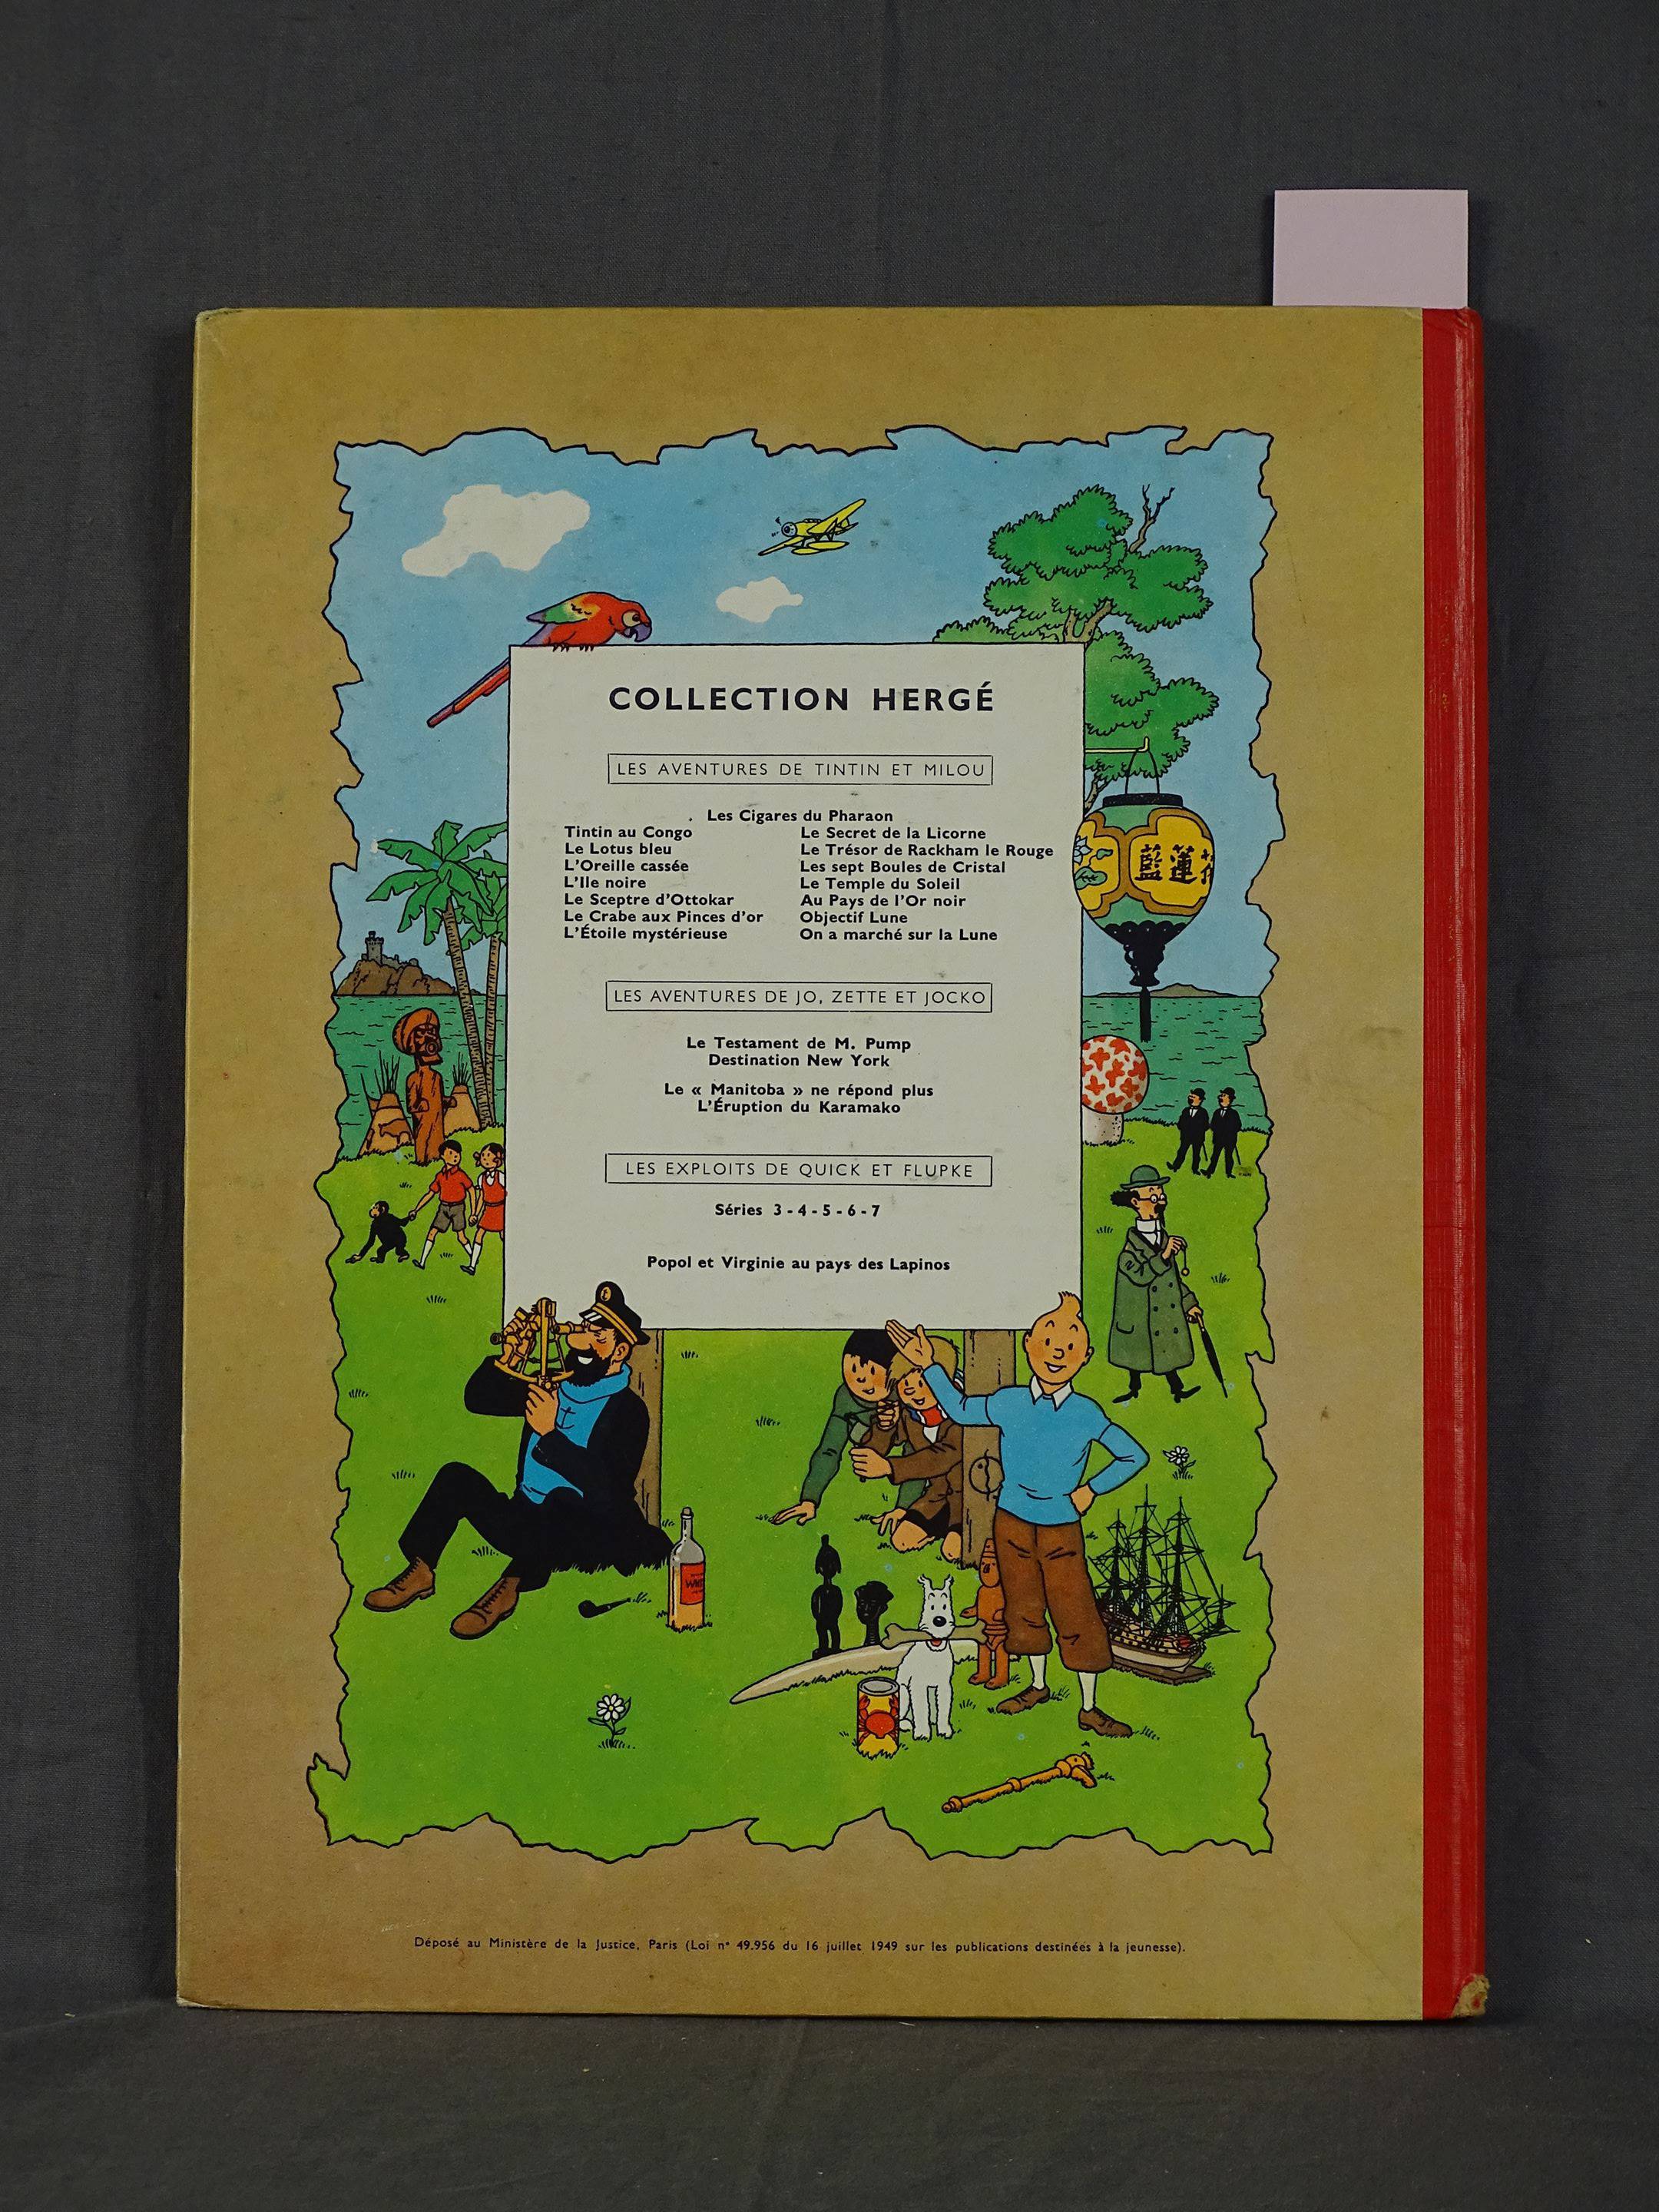 COLLECTION HERGÉ
LES AVENTURES DE TINTIN ET MILOU
Les Cigares du Pharaon
Tintin au Congo
Le Lotus bleu
L'Oreille cassée
L'Ile noire
Le Sceptre d'Ottokar
Le Crabe aux Pinces d'or
L'Étoile mystérieuse
Le Secret de la Licorne
Le Trésor de Rackham le Rouge
Les sept Boules de Cristal
Le Temple du Soleil
Au Pays de l'Or noir
Objectif Lune
On a marché sur la Lune
藍蓮
LES AVENTURES DE JO, ZETTE ET JOCKO
Le Testament de M. Pump
Destination New York
Le « Manitoba » ne répond plus
L'Éruption du Karamako
LES EXPLOITS DE QUICK ET FLUPKE
Séries 3 - 4 - 5 - 6 - 7
Popol et Virginie au pays des Lapinos
Déposé au Ministère de la Justice, Paris (Loi n° 49.956 du 16 juillet 1949 sur les publications destinées à la jeunesse).